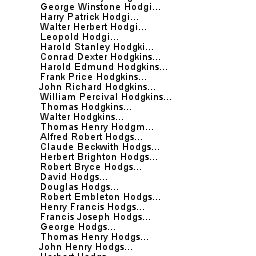 George Winstone Hodgi...
Harry Patrick Hodgi...
Walter Herbert Hodgi...
Leopold Hodgi...
Harold Stanley Hodgki...
Conrad Dexter Hodgkins...
Harold Edmund Hodgkins...
Frank Price Hodgkins...
John Richard Hodgkins...
William Percival Hodgkins...
Thomas Hodgkins...
Walter Hodgkins...
Thomas Henry Hodgm...
Alfred Robert Hodgs...
Claude Beckwith Hodgs...
Herbert Brighton Hodgs...
Robert Bryce Hodgs...
David Hodgs...
Douglas Hodgs...
Robert Embleton Hodgs...
Henry Francis Hodgs...
Francis Joseph Hodgs...
George Hodgs...
Thomas Henry Hodgs...
John Henry Hodgs...